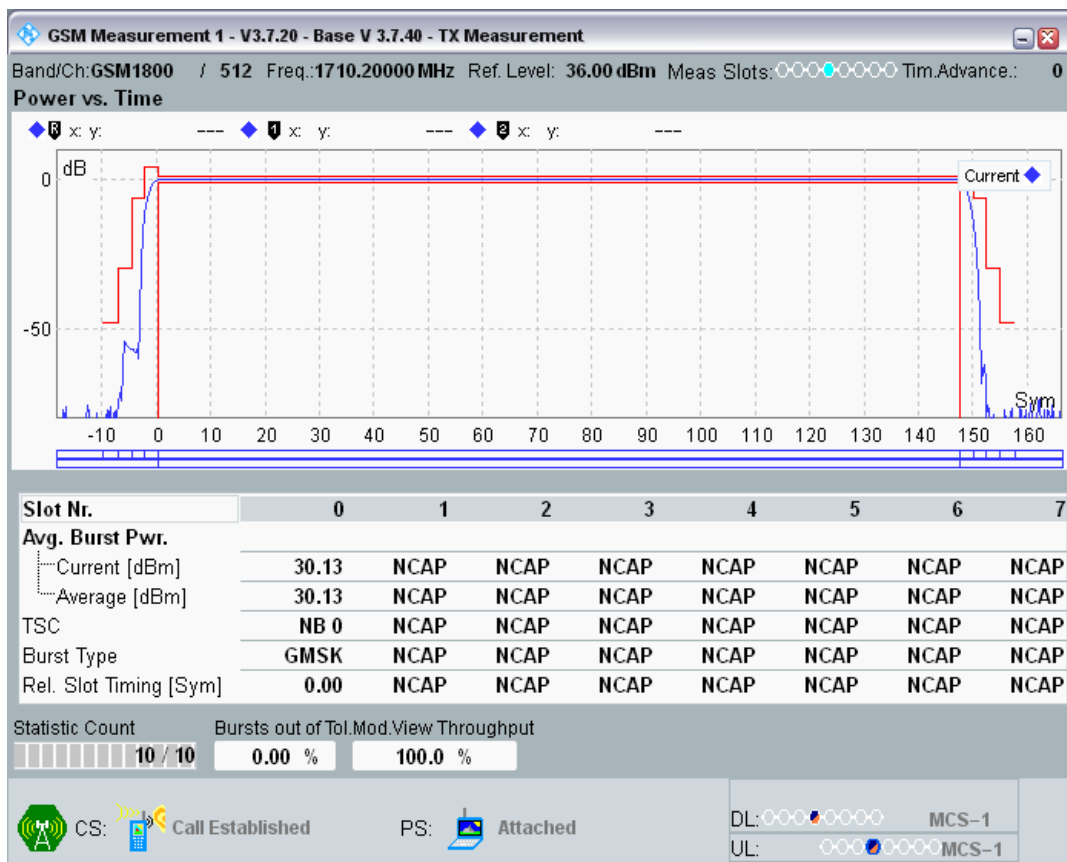 GSM Measurement 1 - V3.7.20 - Base V 3.7.40 - TX Measurement
Band/Ch:GSM1800 / 512 Freq.:1710.20000 MHz Ref. Level: 36.00 dBm Meas Slots: Tim.Advance.: 0
Power vs. Time
R x: y: --- 1 x: y: --- 2 x: y: ---
dB
Current
0
-50
Sym
-10 0 10 20 30 40 50 60 70 80 90 100 110 120 130 140 150 160
Slot Nr. 0 1 2 3 4 5 6 7
Avg. Burst Pwr.
Current [dBm] 30.13 NCAP NCAP NCAP NCAP NCAP NCAP NCAP
Average [dBm] 30.13 NCAP NCAP NCAP NCAP NCAP NCAP NCAP
TSC NB 0 NCAP NCAP NCAP NCAP NCAP NCAP NCAP
Burst Type GMSK NCAP NCAP NCAP NCAP NCAP NCAP NCAP
Rel. Slot Timing [Sym] 0.00 NCAP NCAP NCAP NCAP NCAP NCAP NCAP
Statistic Count Bursts out of Tol. Mod.View Throughput
10 / 10 0.00 % 100.0 %
CS: Call Established PS: Attached
DL: MCS-1
UL: MCS-1